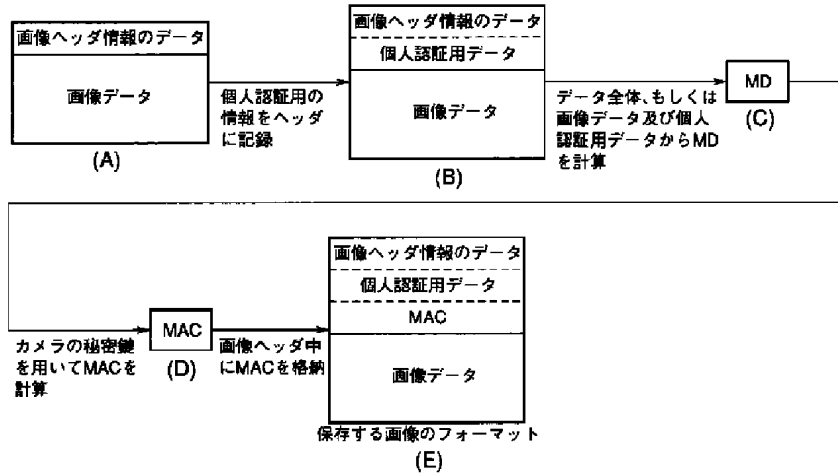 画像ヘッダ情報のデータ
画像データ
(A)
個人認証用の
情報をヘッダ
に記録
画像ヘッダ情報のデータ
個人認証用データ
画像データ
(B)
データ全体、もしくは
画像データ及び個人
認証用データからMD
を計算
MD
(C)
カメラの秘密鍵
を用いてMACを
計算
MAC
(D)
画像ヘッダ中
にMACを格納
画像ヘッダ情報のデータ
個人認証用データ
MAC
画像データ
保存する画像のフォーマット
(E)